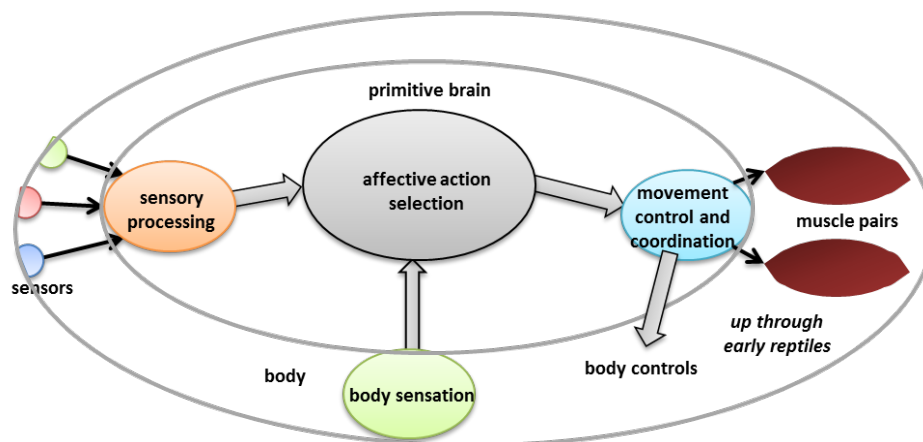 primitive brain
sensory
processing
affective action
selection
movement
control and
coordination
muscle pairs
sensors
up through
early reptiles
body
body sensation
body controls